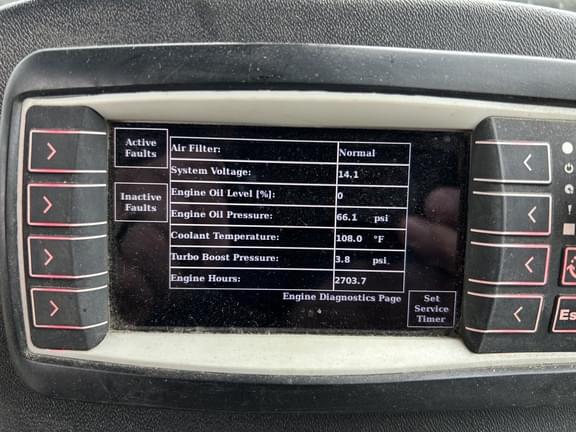 Active
Faults
Inactive
Faults
Air Filter: Normal
System Voltage: 14.1
Engine Oil Level [%]: 0
Engine Oil Pressure: 66.1 psi
Coolant Temperature: 108.0 °F
Turbo Boost Pressure: 3.8 psi
Engine Hours: 2703.7
Engine Diagnostics Page
Set
Service
Timer
Es